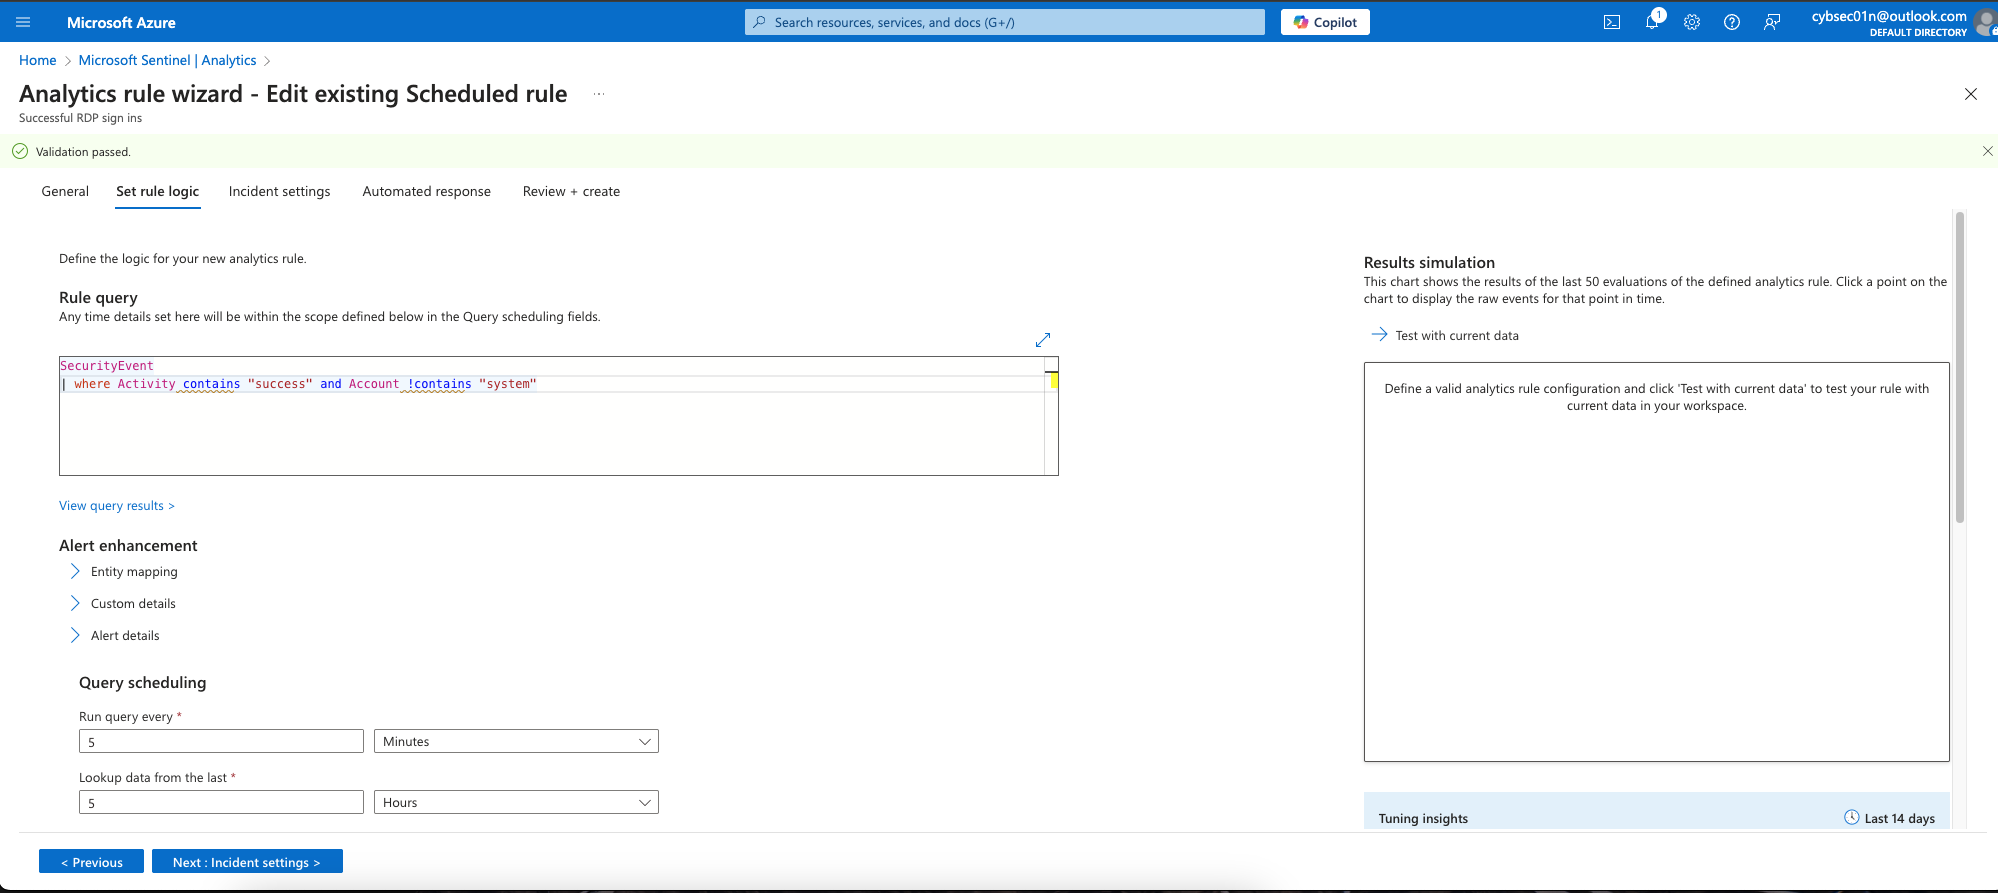 Microsoft Azure
Search resources, services, and docs (G+/)
Copilot
1
cybsec01n@outlook.com
DEFAULT DIRECTORY
Home > Microsoft Sentinel | Analytics >
Analytics rule wizard - Edit existing Scheduled rule ...
Successful RDP sign ins
Validation passed.
General Set rule logic Incident settings Automated response Review + create
Define the logic for your new analytics rule.
Rule query
Any time details set here will be within the scope defined below in the Query scheduling fields.
SecurityEvent
| where Activity contains "success" and Account !contains "system"
View query results >
Alert enhancement
Entity mapping
Custom details
Alert details
Query scheduling
Run query every *
5 Minutes
Lookup data from the last *
5 Hours
Results simulation
This chart shows the results of the last 50 evaluations of the defined analytics rule. Click a point on the
chart to display the raw events for that point in time.
Test with current data
Define a valid analytics rule configuration and click 'Test with current data' to test your rule with
current data in your workspace.
Tuning insights Last 14 days
< Previous Next : Incident settings >